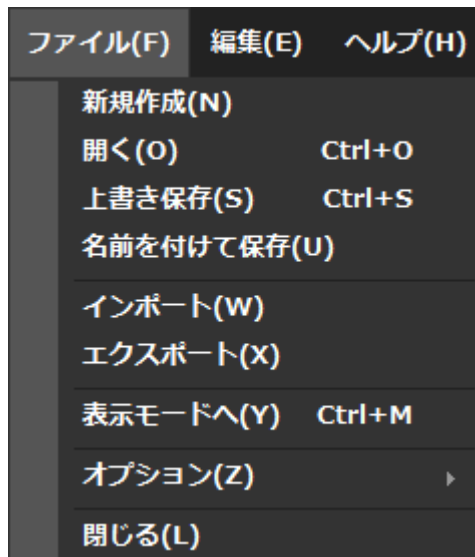 ファイル(F) 編集(E) ヘルプ(H)
新規作成(N)
開く(O) Ctrl+O
上書き保存(S) Ctrl+S
名前を付けて保存(U)
インポート(W)
エクスポート(X)
表示モードへ(Y) Ctrl+M
オプション(Z)
閉じる(L)